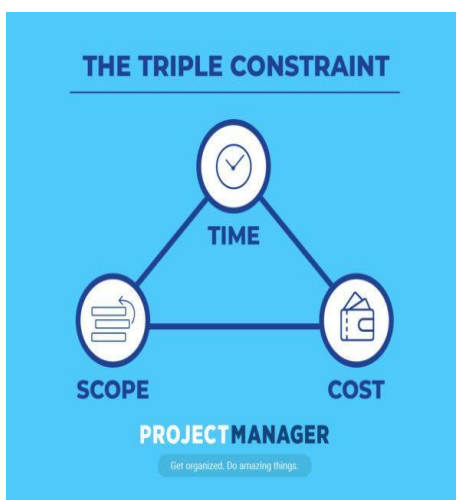 THE TRIPLE CONSTRAINT
TIME
SCOPE
COST
PROJECTMANAGER
Get organized. Do amazing things.